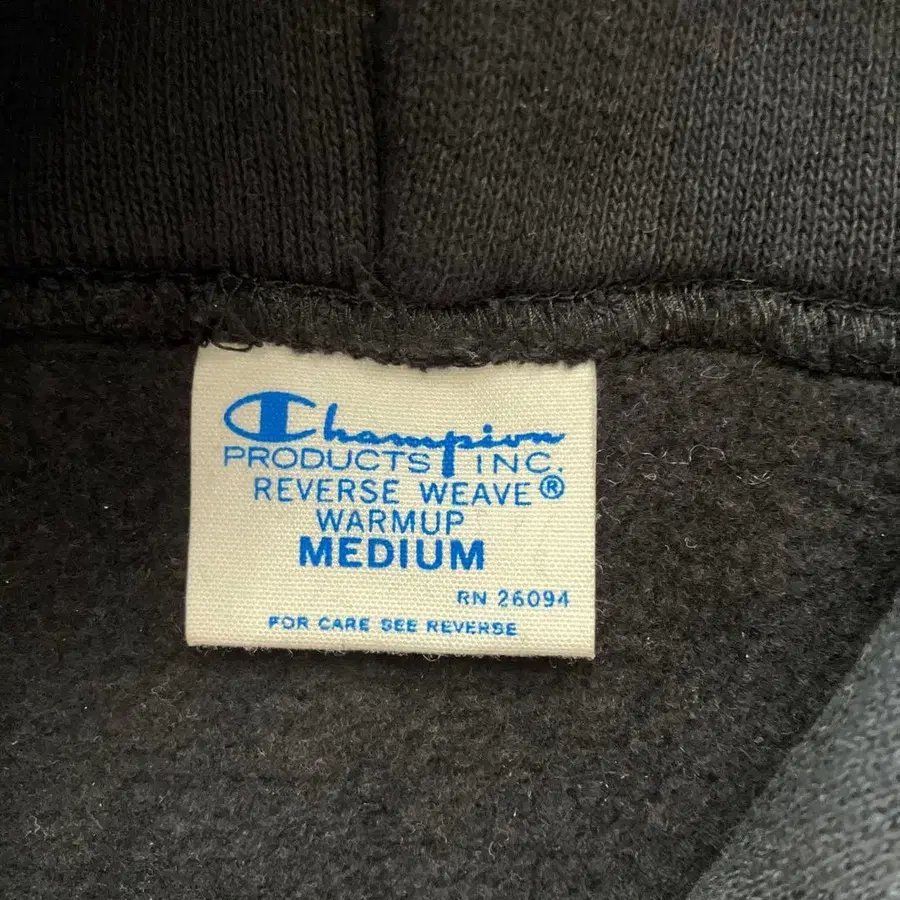 Champion
PRODUCTS INC.
REVERSE WEAVE®
WARMUP
MEDIUM
RN 26094
FOR CARE SEE REVERSE